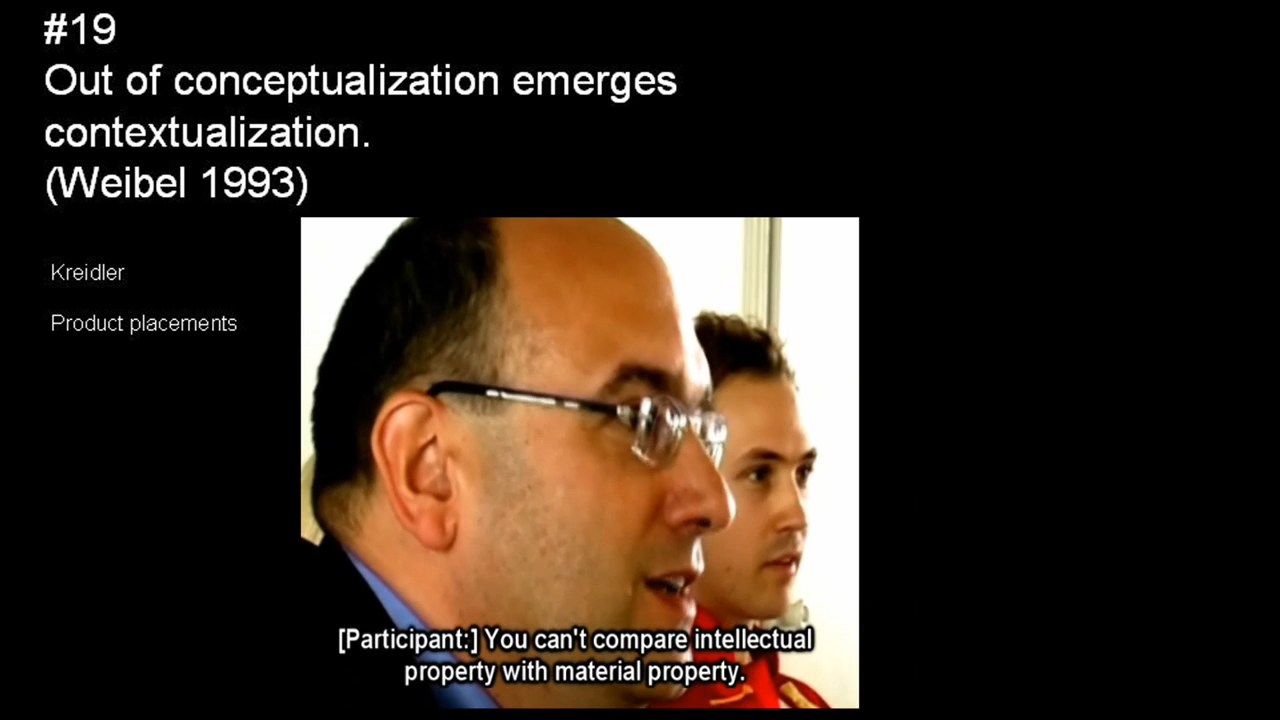 #19
Out of conceptualization emerges
contextualization.
(Weibel 1993)
Kreidler
Product placements
[Participant:] You can't compare intellectual
property with material property.